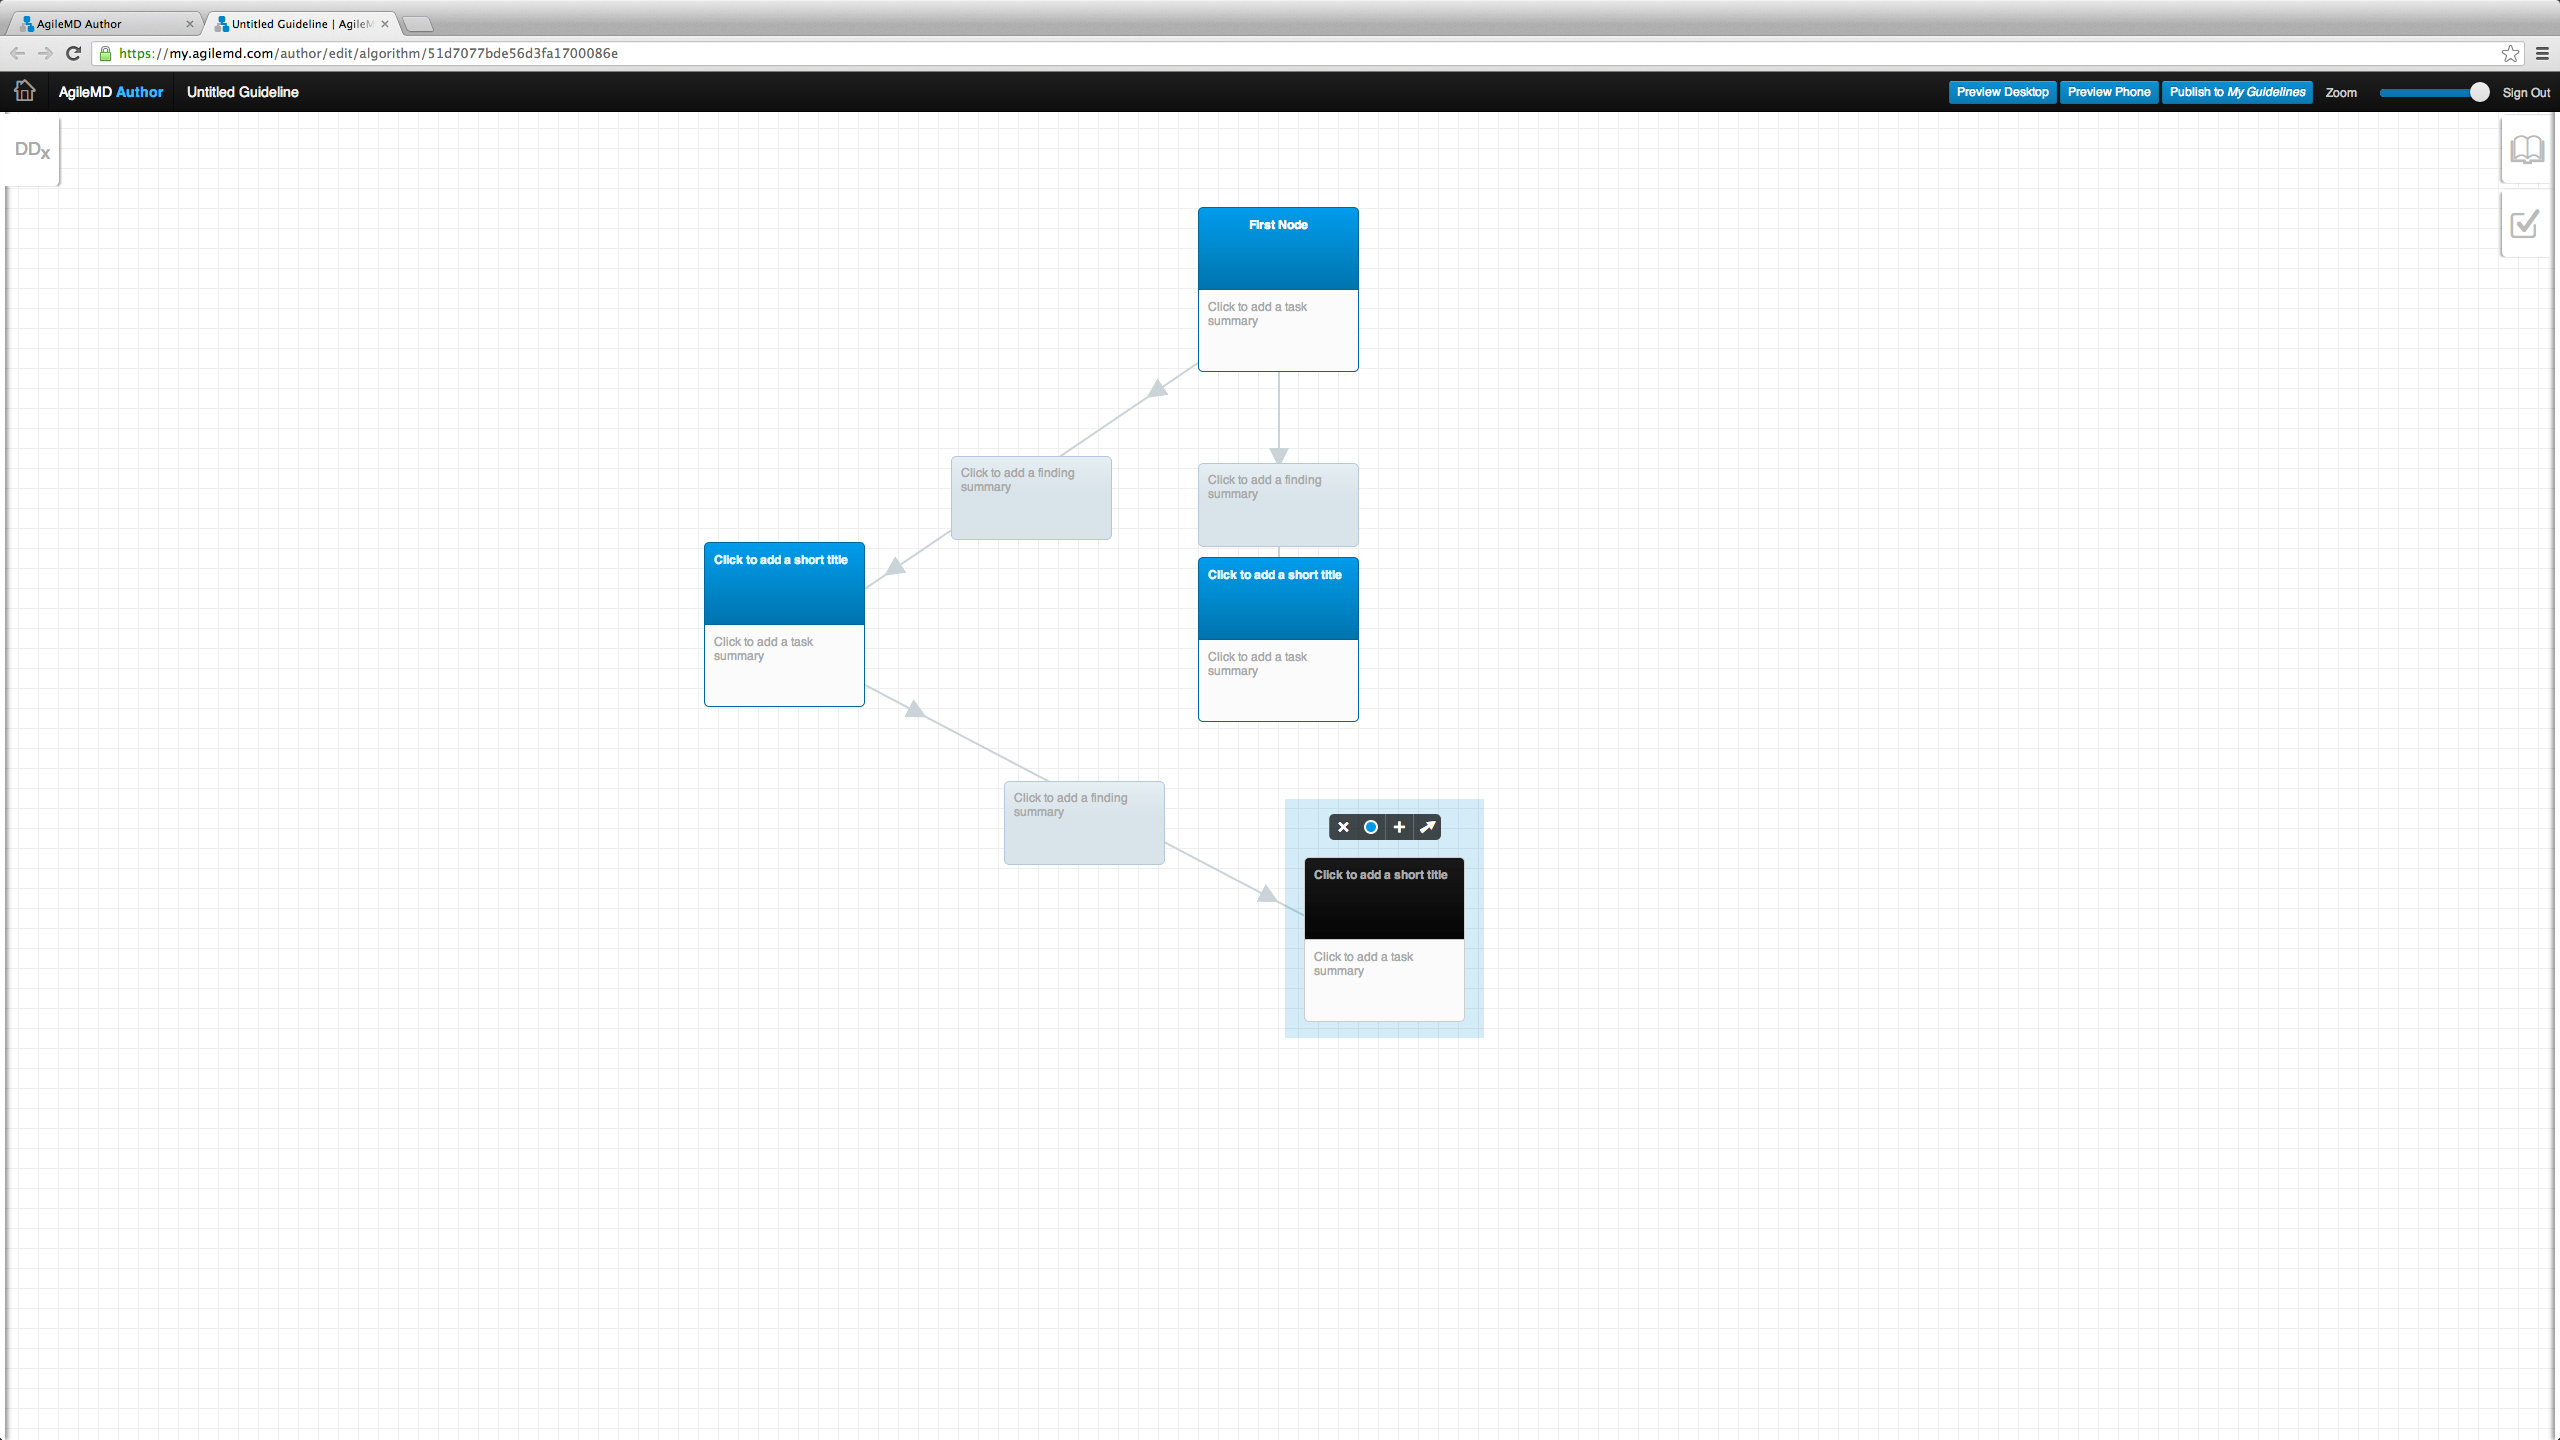 AgileMD Author
Untitled Guideline | AgileM
https://my.agilemd.com/author/edit/algorithm/51d7077bde56d3fa1700086e
AgileMD Author
Untitled Guideline
Preview Desktop
Preview Phone
Publish to My Guidelines
Zoom
Sign Out
DDx
First Node
Click to add a task
summary
Click to add a finding
summary
Click to add a finding
summary
Click to add a short title
Click to add a task
summary
Click to add a short title
Click to add a task
summary
Click to add a finding
summary
Click to add a short title
Click to add a task
summary